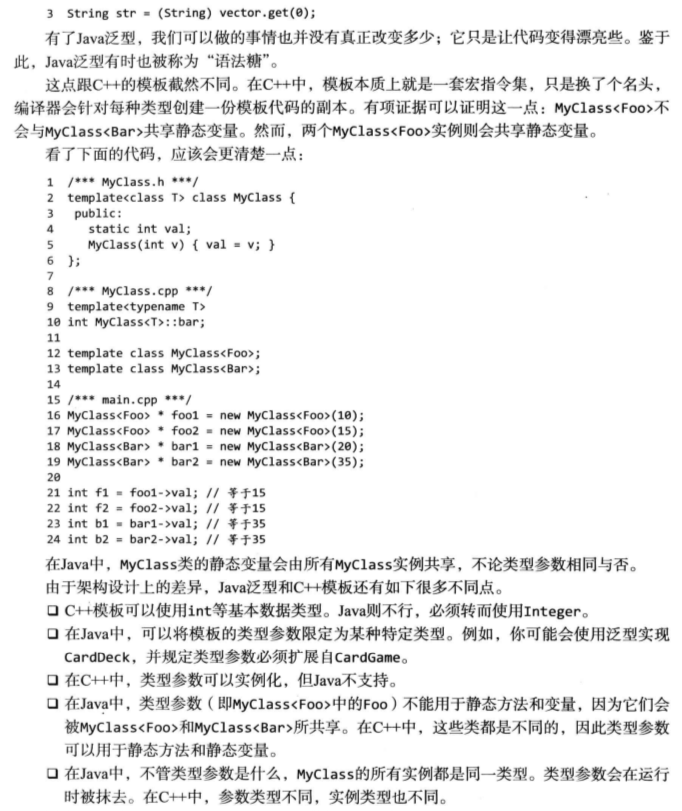 3 String str = (String) vector.get(0);
有了Java泛型，我们可以做的事情也并没有真正改变多少；它只是让代码变得漂亮些。鉴于
此，Java泛型有时也被称为“语法糖”。
这点跟C++的模板截然不同。在C++中，模板本质上就是一套宏指令集，只是换了个名头，
编译器会针对每种类型创建一份模板代码的副本。有项证据可以证明这一点：MyClass<Foo>不
会与MyClass<Bar>共享静态变量。然而，两个MyClass<Foo>实例则会共享静态变量。
看了下面的代码，应该会更清楚一点：
1 /*** MyClass.h ***/
2 template<class T> class MyClass {
3 public:
4 static int val;
5 MyClass(int v) { val = v; }
6 };
7
8 /*** MyClass.cpp ***/
9 template<typename T>
10 int MyClass<T>::bar;
11
12 template class MyClass<Foo>;
13 template class MyClass<Bar>;
14
15 /*** main.cpp ***/
16 MyClass<Foo> * foo1 = new MyClass<Foo>(10);
17 MyClass<Foo> * foo2 = new MyClass<Foo>(15);
18 MyClass<Bar> * bar1 = new MyClass<Bar>(20);
19 MyClass<Bar> * bar2 = new MyClass<Bar>(35);
20
21 int f1 = foo1->val; // 等于15
22 int f2 = foo2->val; // 等于15
23 int b1 = bar1->val; // 等于35
24 int b2 = bar2->val; // 等于35
在Java中，MyClass类的静态变量会由所有MyClass实例共享，不论类型参数相同与否。
由于架构设计上的差异，Java泛型和C++模板还有如下很多不同点。
❑ C++模板可以使用int等基本数据类型。Java则不行，必须转而使用Integer。
❑ 在Java中，可以将模板的类型参数限定为某种特定类型。例如，你可能会使用泛型实现
CardDeck，并规定类型参数必须扩展自CardGame。
❑ 在C++中，类型参数可以实例化，但Java不支持。
❑ 在Java中，类型参数（即MyClass<Foo>中的Foo）不能用于静态方法和变量，因为它们会
被MyClass<Foo>和MyClass<Bar>所共享。在C++中，这些类都是不同的，因此类型参数
可以用于静态方法和静态变量。
❑ 在Java中，不管类型参数是什么，MyClass的所有实例都是同一类型。类型参数会在运行
时被抹去。在C++中，参数类型不同，实例类型也不同。